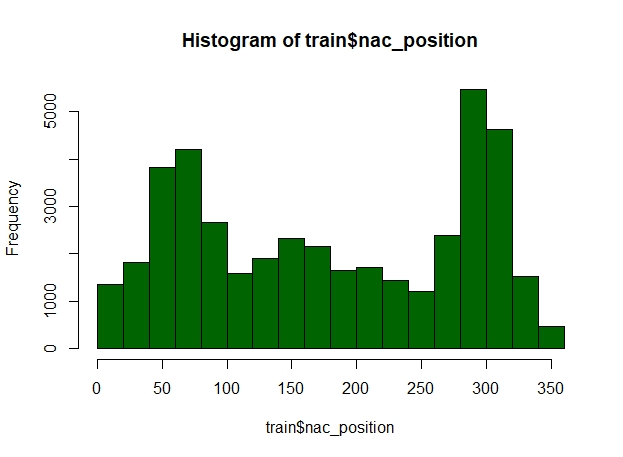 Histogram of train$nac_position
Frequency
5000
3000
1000
0
0 50 100 150 200 250 300 350
train$nac_position